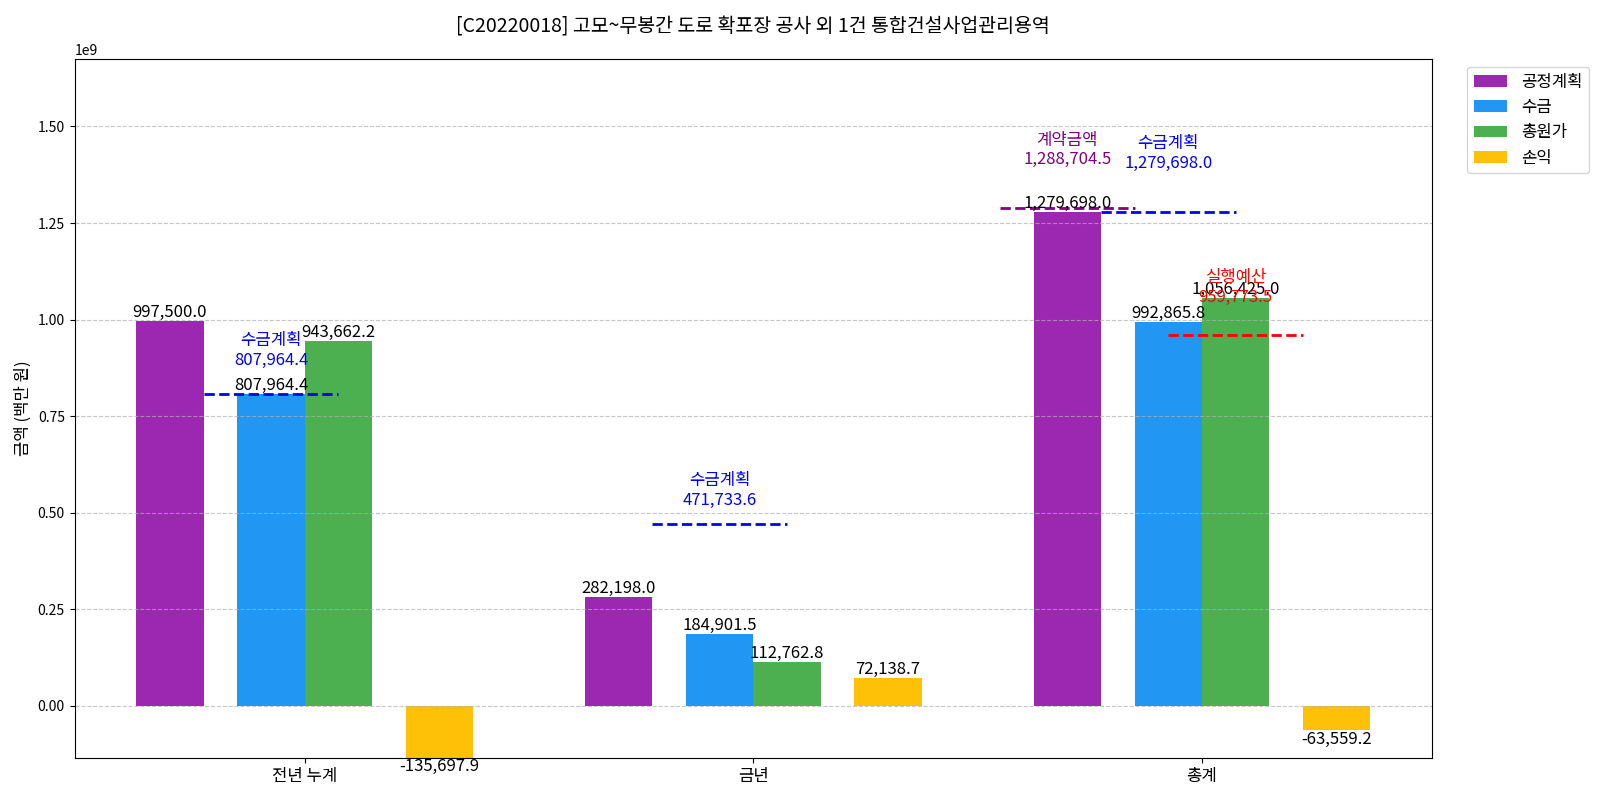 [C20220018] 고모~무봉간 도로 확포장 공사 외 1건 통합건설사업관리용역
1e9
공정계획
수금
총원가
손익
금액 (백만 원)
1.50
1.25
1.00
0.75
0.50
0.25
0.00
997,500.0
수금계획
807,964.4
807,964.4
943,662.2
-135,697.9
282,198.0
수금계획
471,733.6
184,901.5
112,762.8
72,138.7
계약금액
1,288,704.5
수금계획
1,279,698.0
1,279,698.0
992,865.8
실행예산
959,773.5
1,056,425.0
-63,559.2
전년 누계
금년
총계